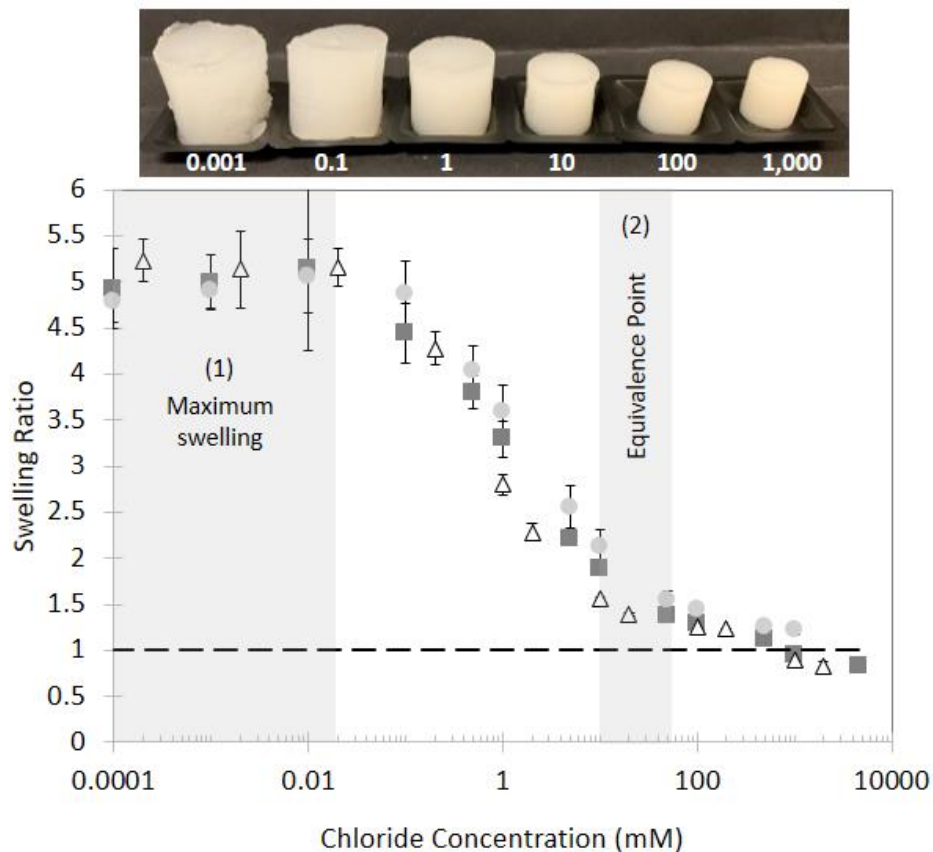 0.001 0.1 1 10 100 1,000
6
5.5
5
4.5
4
3.5
3
2.5
2
1.5
1
0.5
0
Swelling Ratio
(1)
Maximum
swelling
(2)
Equivalence Point
0.0001 0.01 1 100 10000
Chloride Concentration (mM)